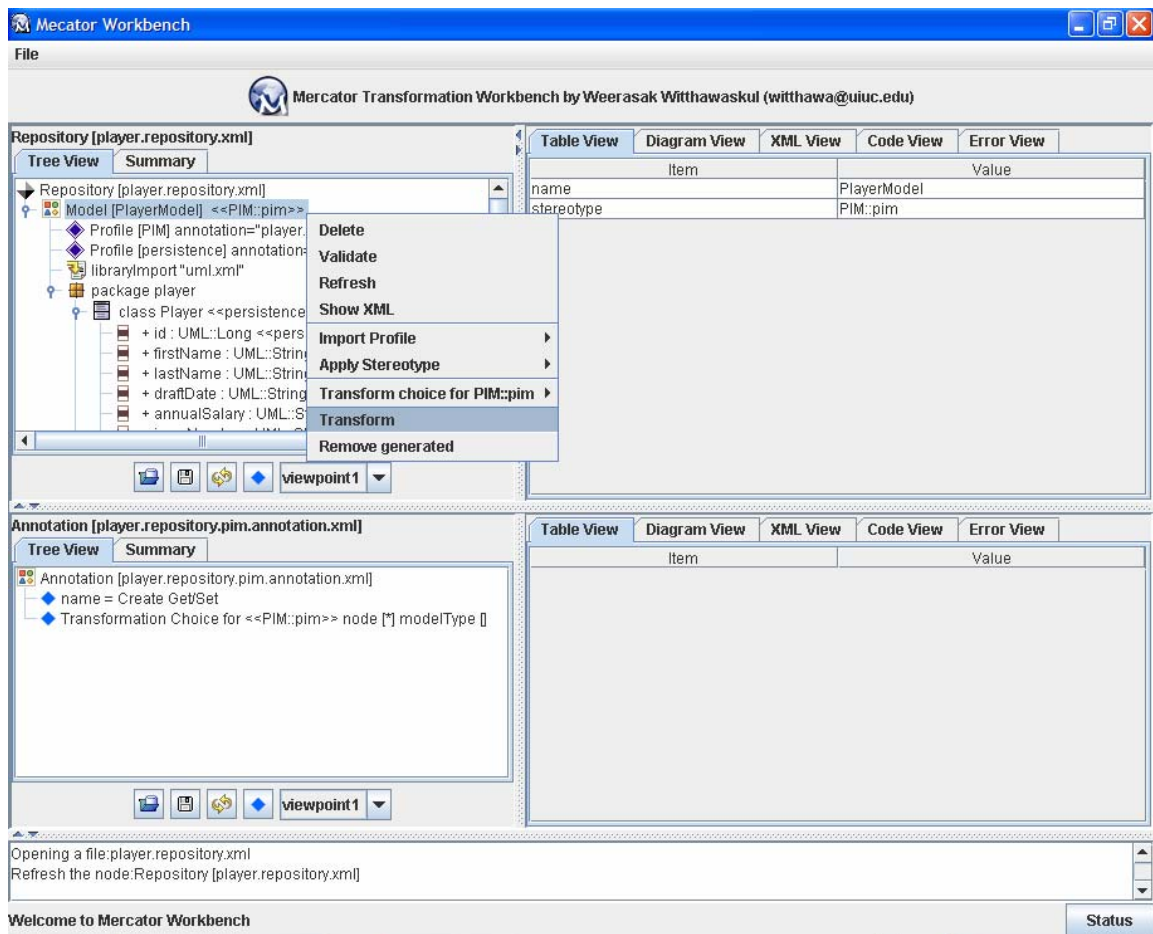 Mecator Workbench
File
Mercator Transformation Workbench by Weerasak Witthawaskul (witthawa@uiuc.edu)
Repository [player.repository.xml]
Tree View Summary
Repository [player.repository.xml]
Model [PlayerModel] <<PIM::pim>>
Profile [PIM] annotation="player.
Profile [persistence] annotation=
libraryImport "uml.xml"
package player
class Player <<persistence
+ id : UML::Long <<pers
+ firstName : UML::String
+ lastName : UML::String
+ draftDate : UML::String
+ annualSalary : UML::S
Delete
Validate
Refresh
Show XML
Import Profile
Apply Stereotype
Transform choice for PIM::pim
Transform
Remove generated
viewpoint1
Table View Diagram View XML View Code View Error View
Item Value
name PlayerModel
stereotype PIM::pim
Annotation [player.repository.pim.annotation.xml]
Tree View Summary
Annotation [player.repository.pim.annotation.xml]
name = Create Get/Set
Transformation Choice for <<PIM::pim>> node [*] modelType []
viewpoint1
Table View Diagram View XML View Code View Error View
Item Value
Opening a file:player.repository.xml
Refresh the node:Repository [player.repository.xml]
Welcome to Mercator Workbench
Status